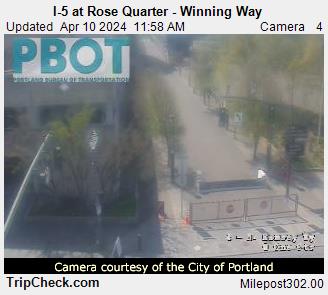 I-5 at Rose Quarter - Winning Way
Updated Apr 10 2024 11:58 AM Camera 4
PBOT
PORTLAND BUREAU OF TRANSPORTATION
Camera courtesy of the City of Portland
TripCheck.com Milepost302.00